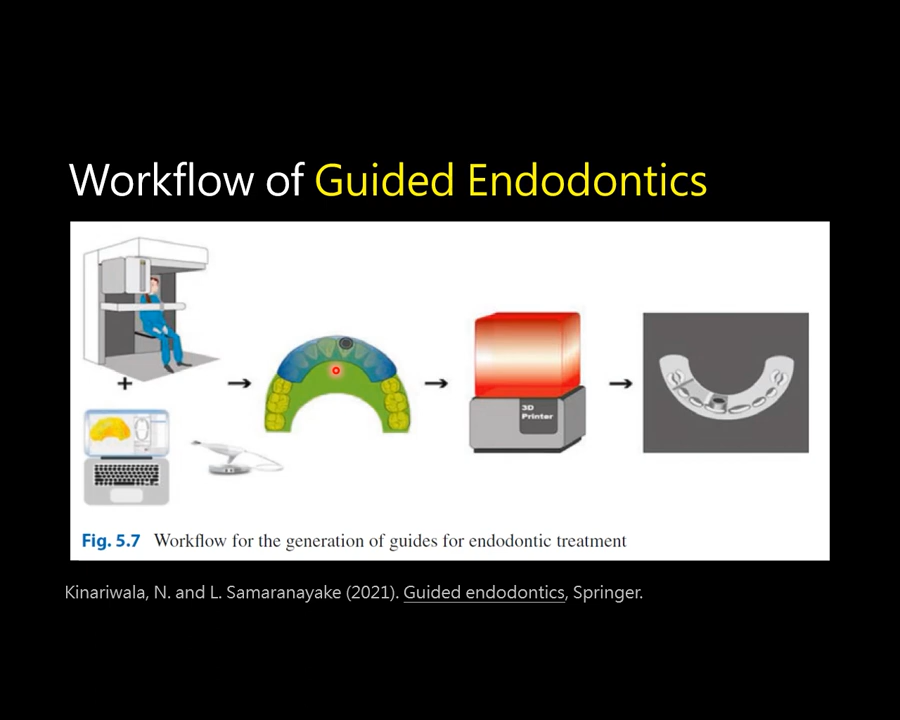 Workflow of Guided Endodontics
3D
Printer
Fig. 5.7 Workflow for the generation of guides for endodontic treatment
Kinariwala, N. and L. Samaranayake (2021). Guided endodontics, Springer.